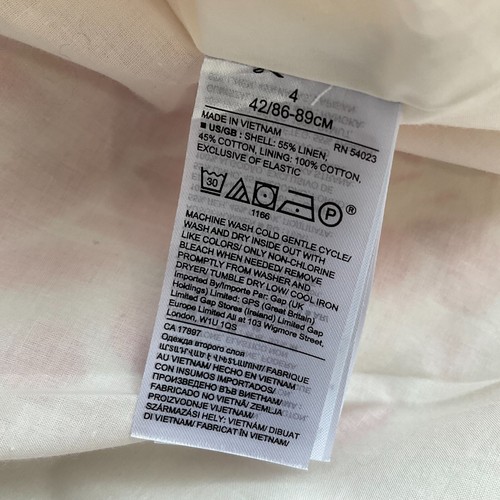 4
42/86-89CM
MADE IN VIETNAM
RN 54023
■ US/GB : SHELL: 55% LINEN,
45% COTTON, LINING: 100% COTTON,
EXCLUSIVE OF ELASTIC
30 P ®
1166
MACHINE WASH COLD GENTLE CYCLE/
WASH AND DRY INSIDE OUT WITH
LIKE COLORS/ ONLY NON-CHLORINE
BLEACH WHEN NEEDED/ REMOVE
PROMPTLY FROM WASHER AND
DRYER/ TUMBLE DRY LOW/ COOL IRON
Imported By/Importe Par: Gap (UK
Holdings) Limited: GPS (Great Britain)
Limited Gap Stores (Ireland) Limited Gap
Europe Limited All at 103 Wigmore Street,
London, W1U 1QS
CA 17897
Одежда второго слоя
FABRIQUE
AU VIETNAM/ HECHO EN VIETNAM
CON INSUMOS IMPORTADOS/
ПРОИЗВЕДЕНО ВЪВ ВИЕТНАМ/
FABRICADO NO VIETNÃ/ ZEMLJA
PROIZVODNJE VIJETNAM/
SZÁRMAZÁSI HELY: VIETNÁM/ DIBUAT
DI VIETNAM/ FABRICAT ÎN VIETNAM/